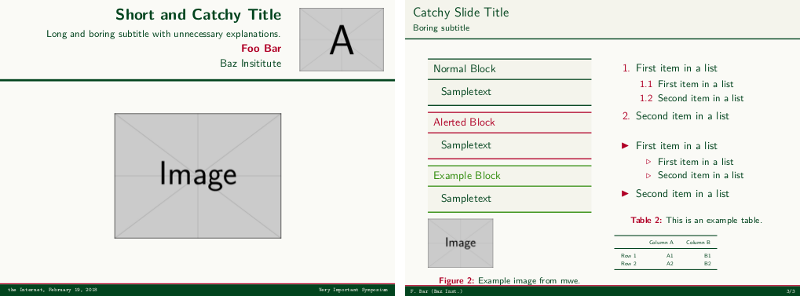 Short and Catchy Title
Long and boring subtitle with unnecessary explanations.
Foo Bar
Baz Insititute
A
Image
the Internet, February 19, 2018
Very Important Symposium
Catchy Slide Title
Boring subtitle
Normal Block
Sampletext
Alerted Block
Sampletext
Example Block
Sampletext
Image
Figure 2: Example image from mwe.
1. First item in a list
1.1 First item in a list
1.2 Second item in a list
2. Second item in a list
First item in a list
First item in a list
Second item in a list
Second item in a list
Table 2: This is an example table.
Column A Column B
Row 1 A1 B1
Row 2 A2 B2
F. Bar (Baz Inst.)
3/3